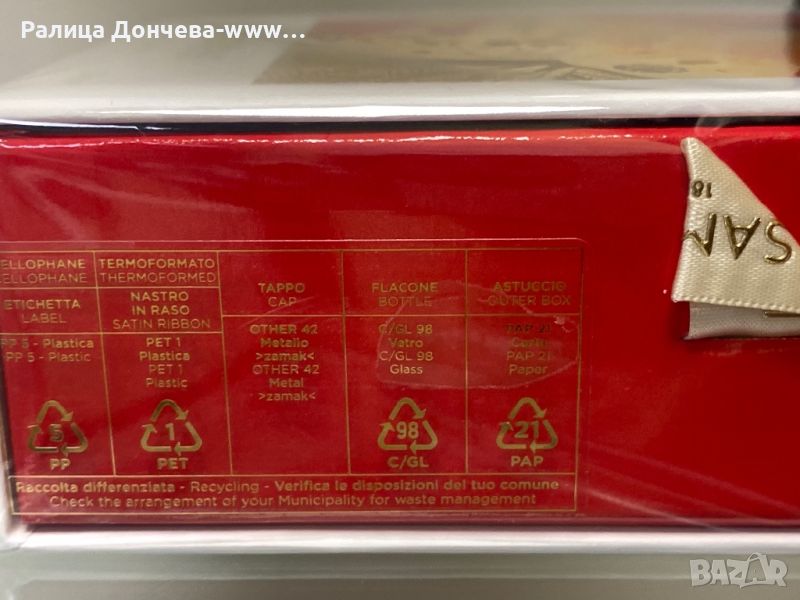 Ралица Дончева-www...
ELLOPHANE
ELLOPHANE
ETICHETTA
LABEL
PP 5 - Plastica
PP 5 - Plastic
5
PP
TERMOFORMATO
THERMOFORMED
NASTRO
IN RASO
SATIN RIBBON
PET 1
Plastica
PET 1
Plastic
1
PET
TAPPO
CAP
OTHER 42
Metallo
>zamak<
OTHER 42
Metal
>zamak<
FLACONE
BOTTLE
C/GL 98
Vetro
C/GL 98
Glass
98
C/GL
ASTUCCIO
OUTER BOX
PAP 21
Carta
PAP 21
Paper
21
PAP
Raccolta differenziata - Recycling - Verifica le disposizioni del tuo comune
Check the arrangement of your Municipality for waste management
18
SAM
BAZAR